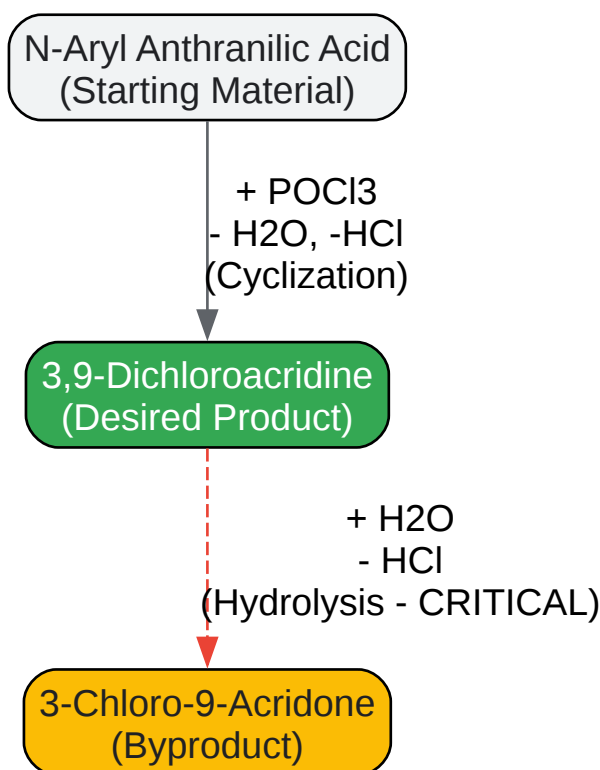 N-Aryl Anthranilic Acid
(Starting Material)
+ POCl3
- H2O, -HCl
(Cyclization)
3,9-Dichloroacridine
(Desired Product)
+ H2O
- HCl
(Hydrolysis - CRITICAL)
3-Chloro-9-Acridone
(Byproduct)